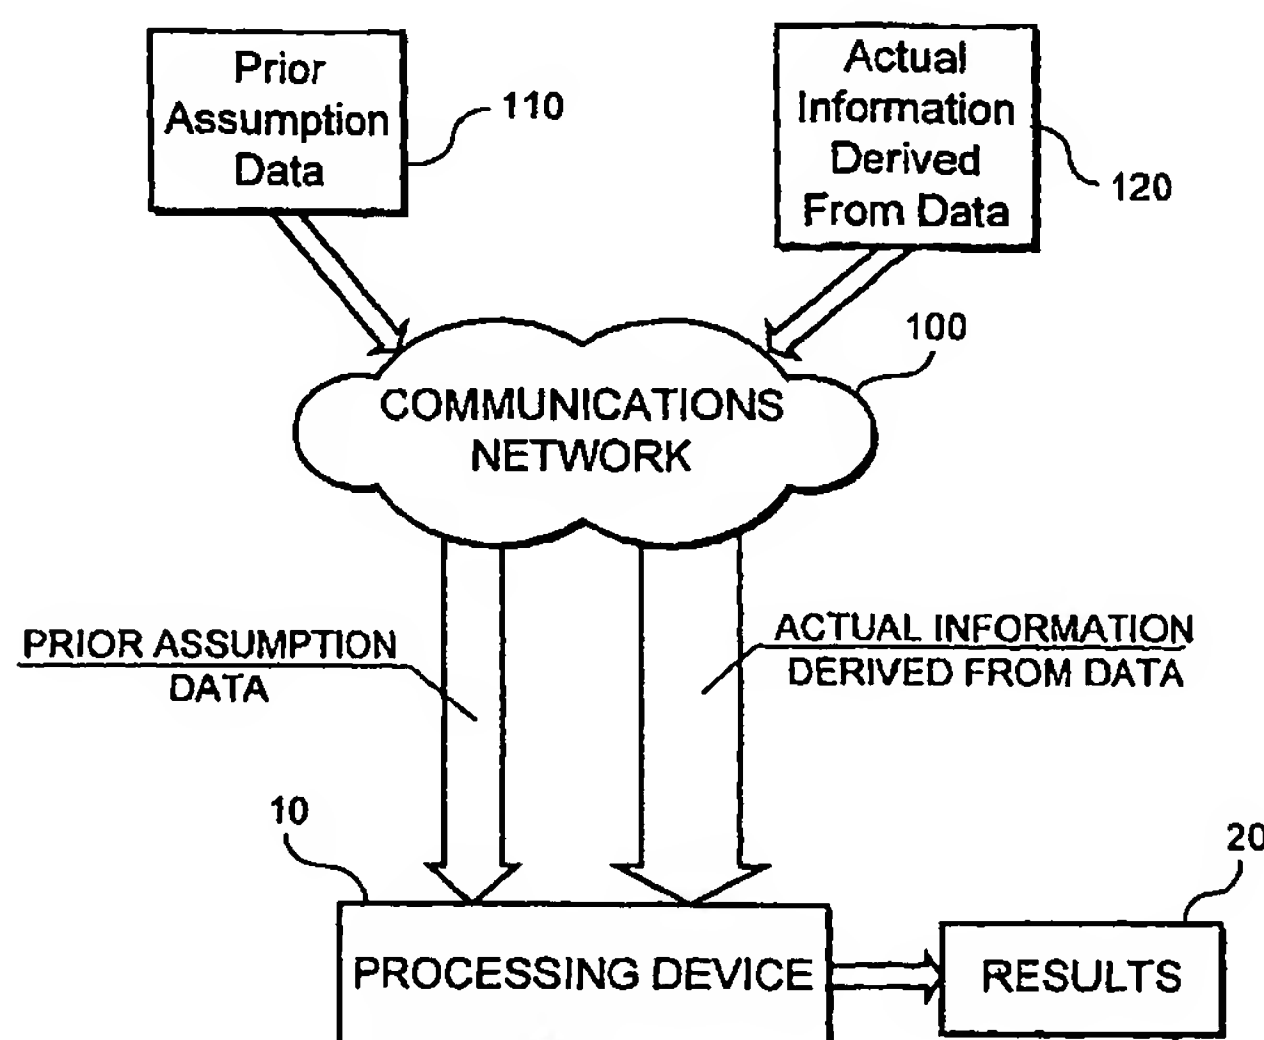 Prior
Assumption
Data
110
Actual
Information
Derived
From Data
120
100
COMMUNICATIONS
NETWORK
PRIOR ASSUMPTION
DATA
ACTUAL INFORMATION
DERIVED FROM DATA
10
20
PROCESSING DEVICE
RESULTS